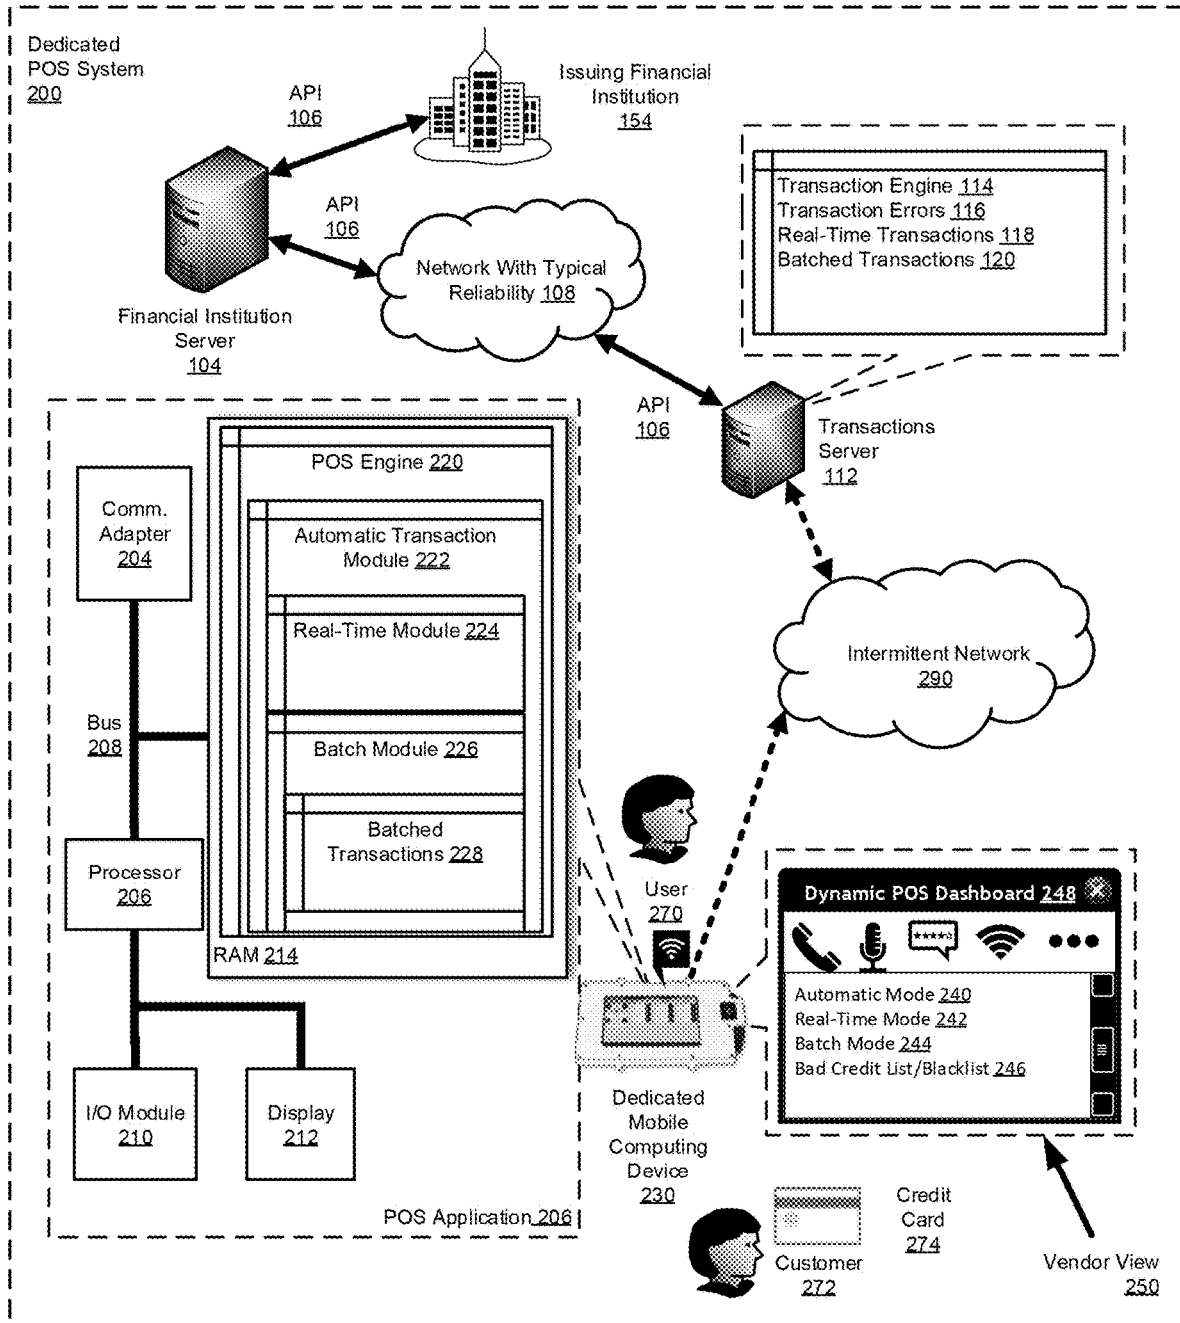 Dedicated
POS System
200
API
106
Issuing Financial
Institution
154
API
106
Network With Typical
Reliability 108
Financial Institution
Server
104
Transaction Engine 114
Transaction Errors 116
Real-Time Transactions 118
Batched Transactions 120
API
106
Transactions
Server
112
POS Engine 220
Comm.
Adapter
204
Automatic Transaction
Module 222
Real-Time Module 224
Intermittent Network
290
Bus
208
Batch Module 226
Batched
Transactions 228
Processor
206
RAM 214
User
270
Dynamic POS Dashboard 248
Automatic Mode 240
Real-Time Mode 242
Batch Mode 244
Bad Credit List/Blacklist 246
I/O Module
210
Display
212
Dedicated
Mobile
Computing
Device
230
POS Application 206
Credit
Card
274
Customer
272
Vendor View
250